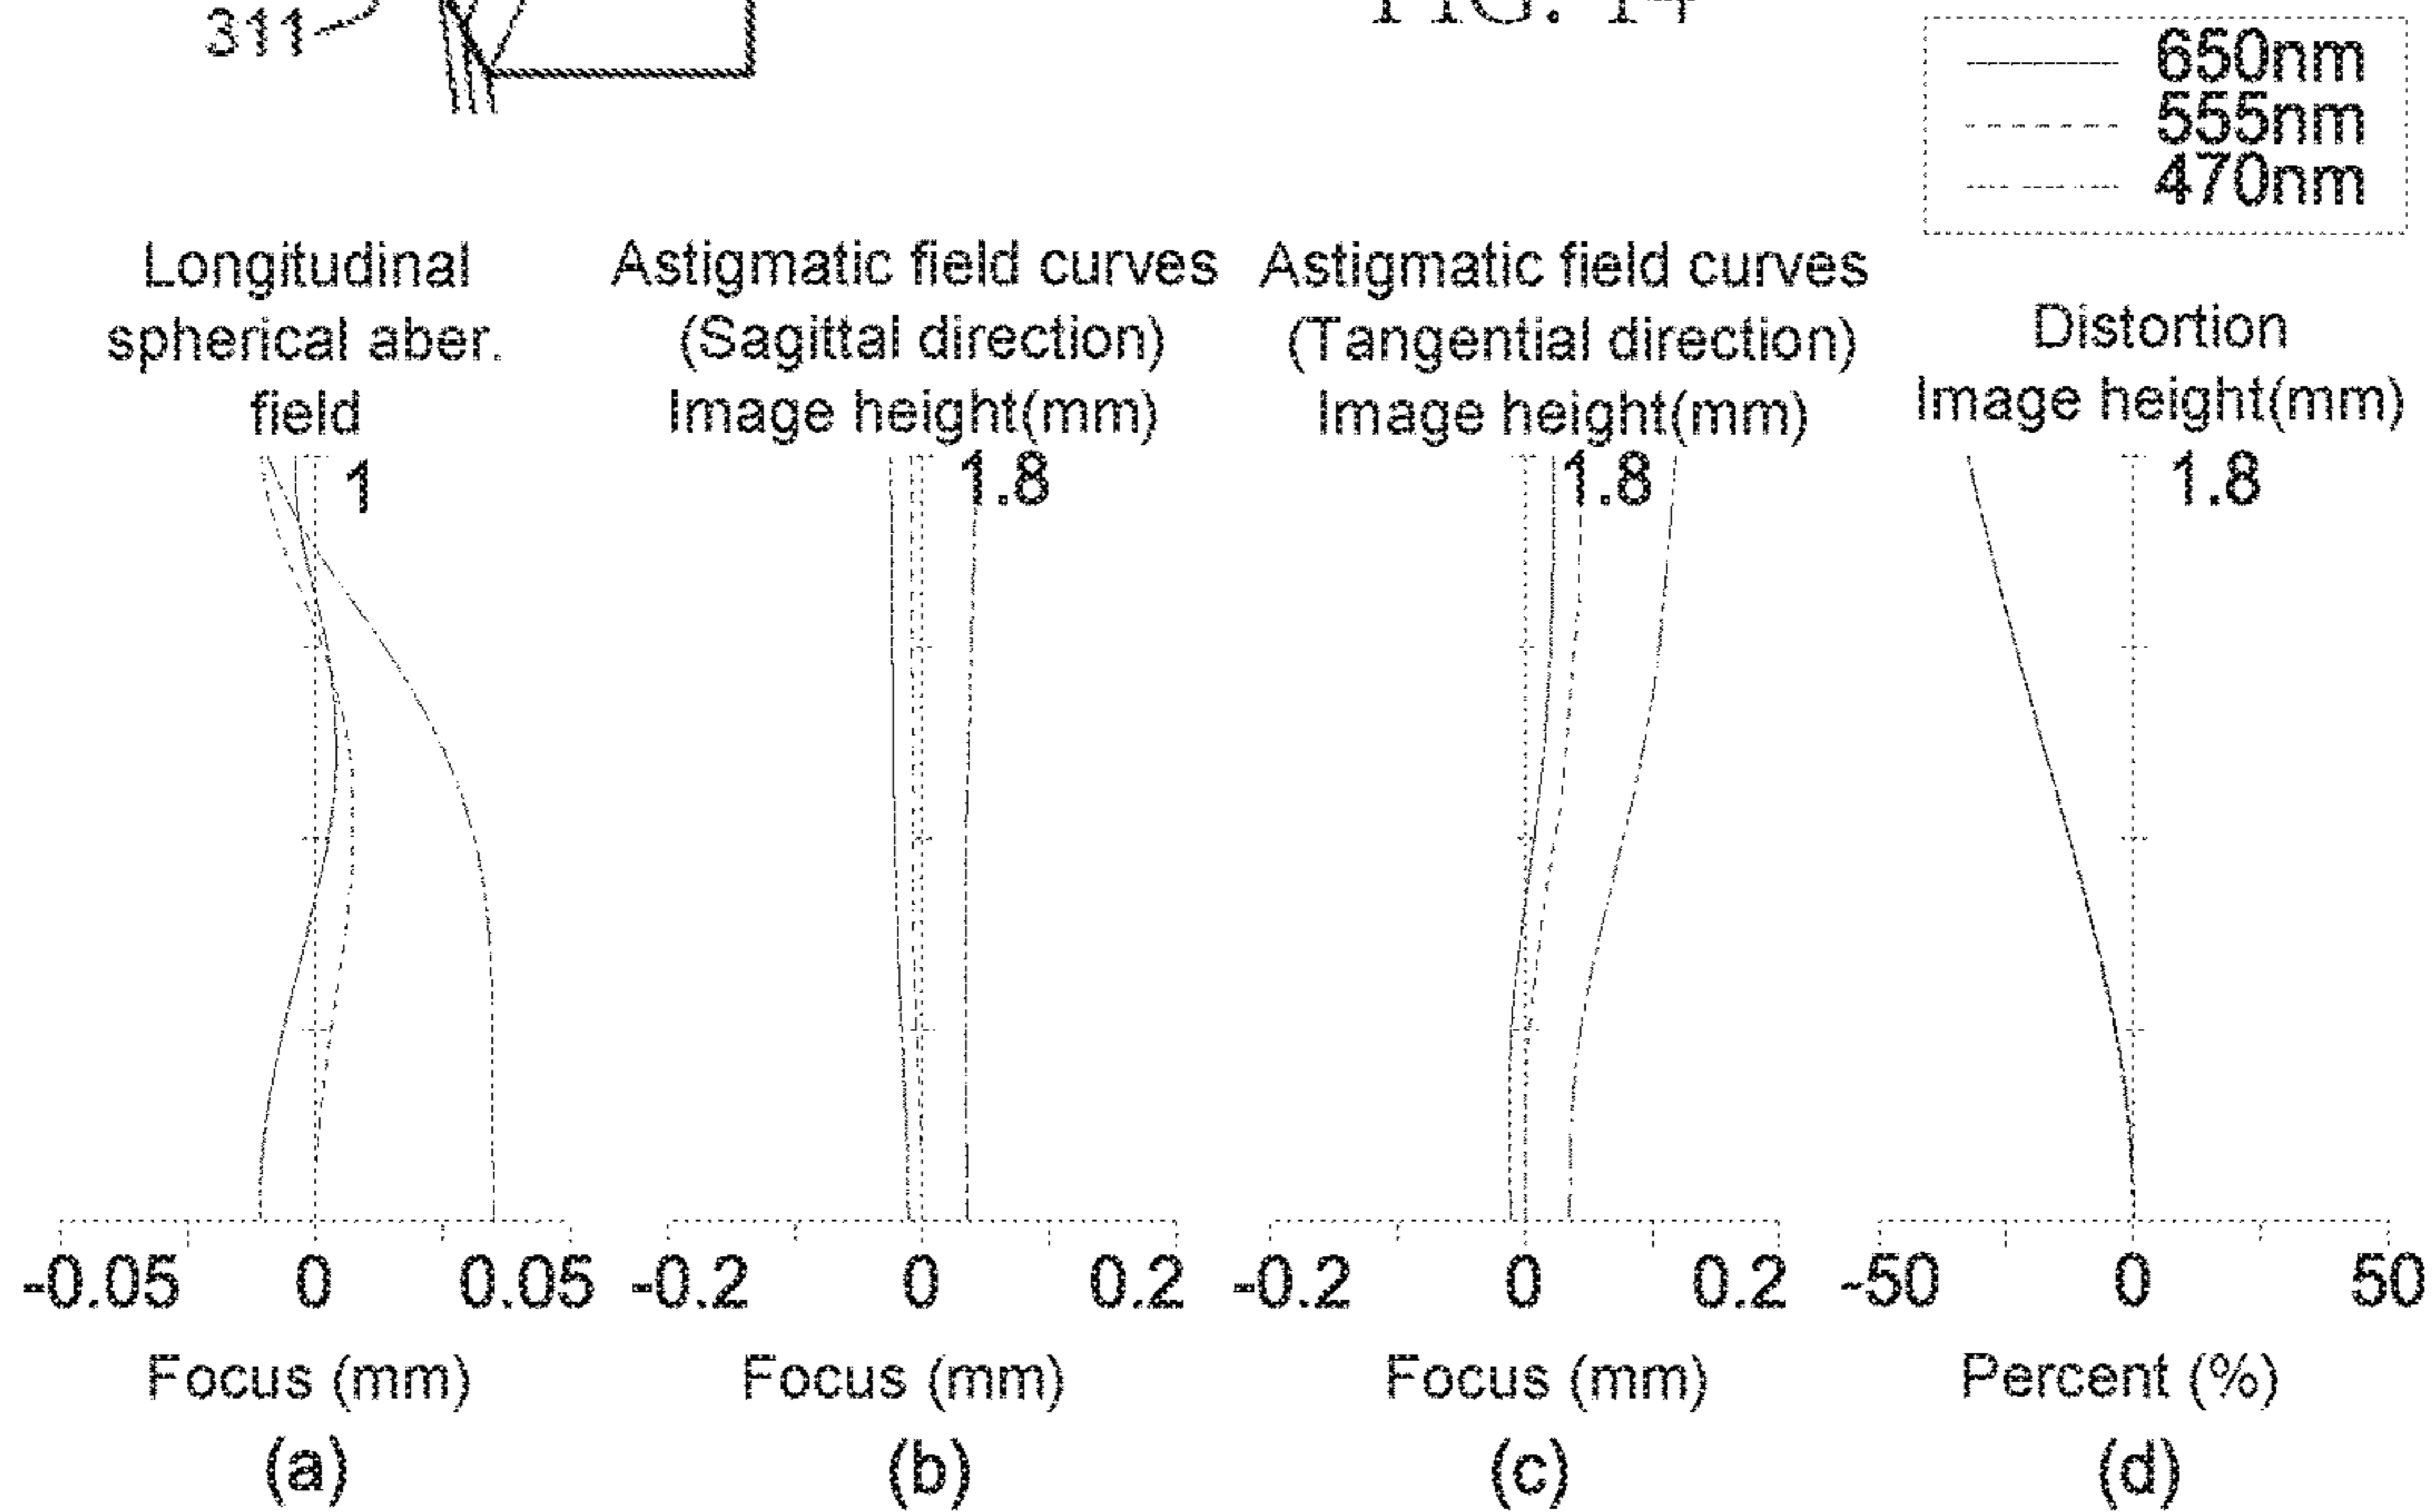 311
FIG. 14
650nm
555nm
470nm
Longitudinal
spherical aber.
field
1
Astigmatic field curves
(Sagittal direction)
Image height(mm)
1.8
Astigmatic field curves
(Tangential direction)
Image height(mm)
1.8
Distortion
Image height(mm)
1.8
-0.05 0 0.05
-0.2 0 0.2
-0.2 0 0.2
-50 0 50
Focus (mm)
Focus (mm)
Focus (mm)
Percent (%)
(a)
(b)
(c)
(d)